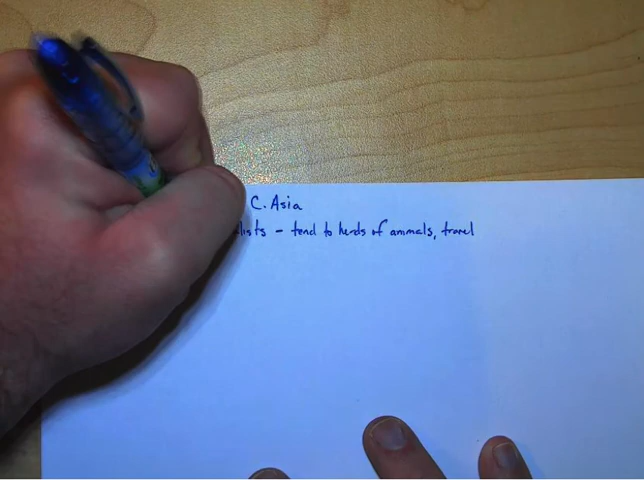 C. Asia
lists - tend to herds of animals, travel